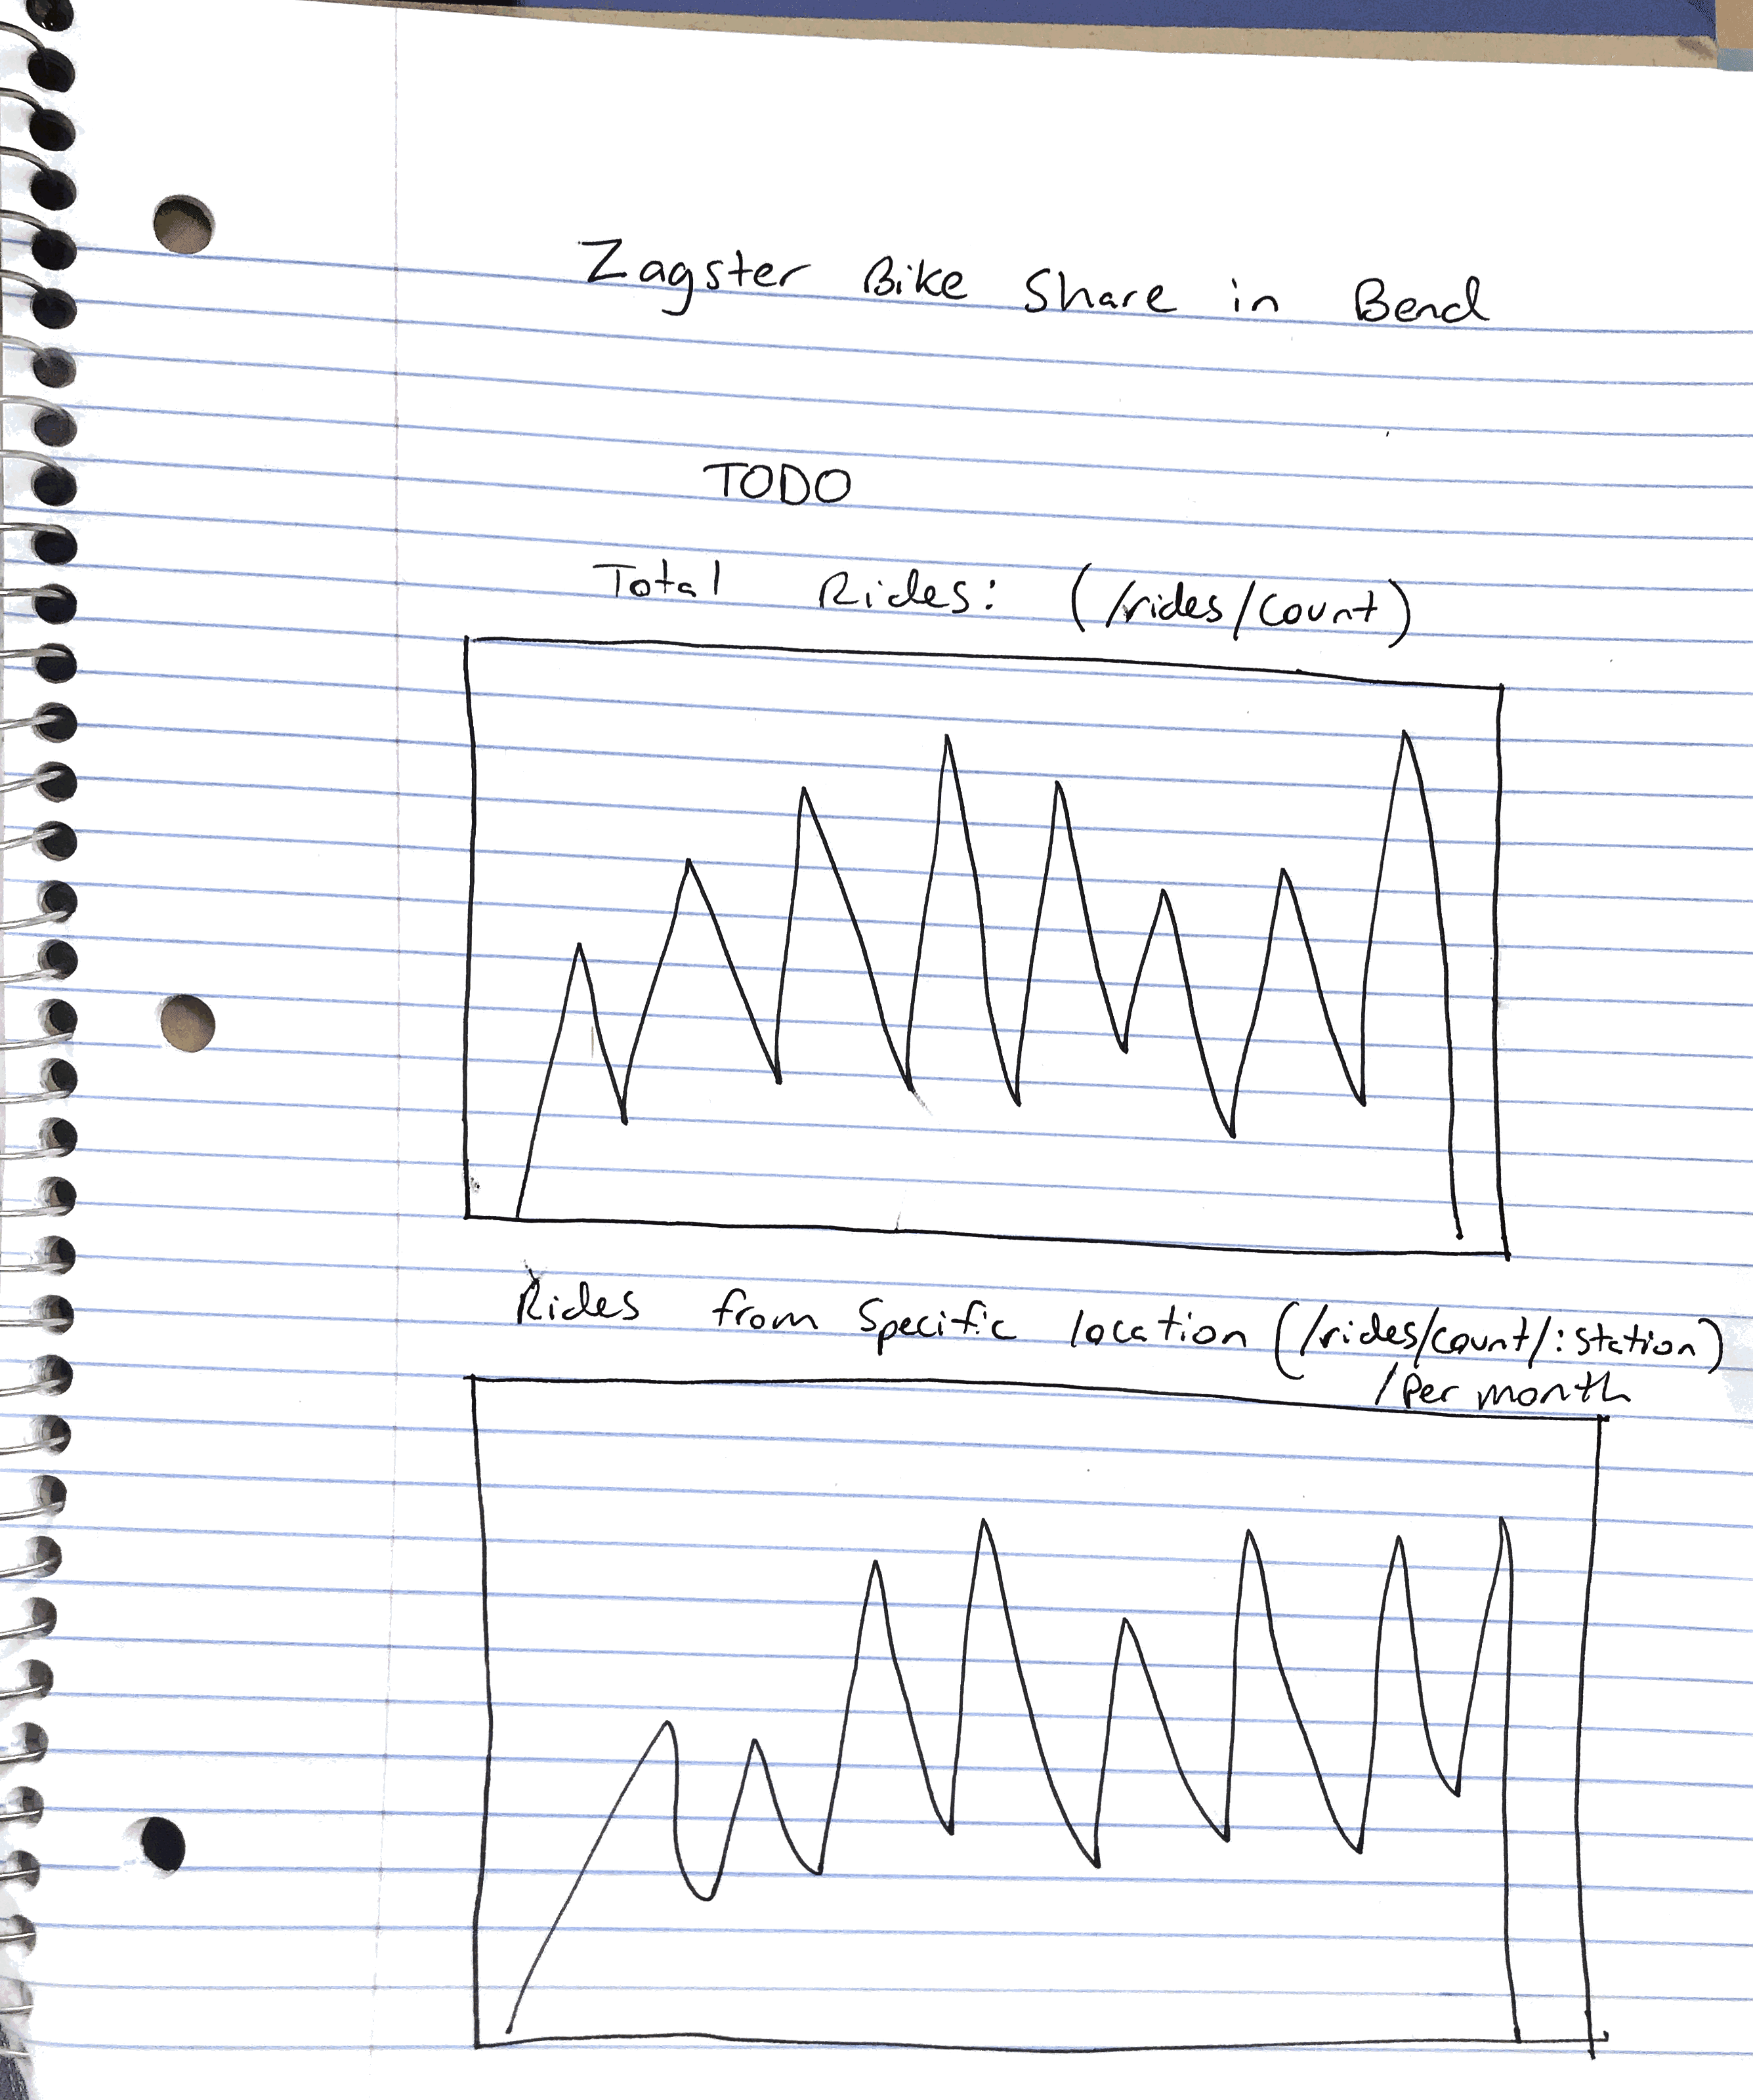 Zagster Bike Share in Bend
TODO
Total Rides: (/rides/count)
Rides from Specific location (/rides/count/:station)
/per month